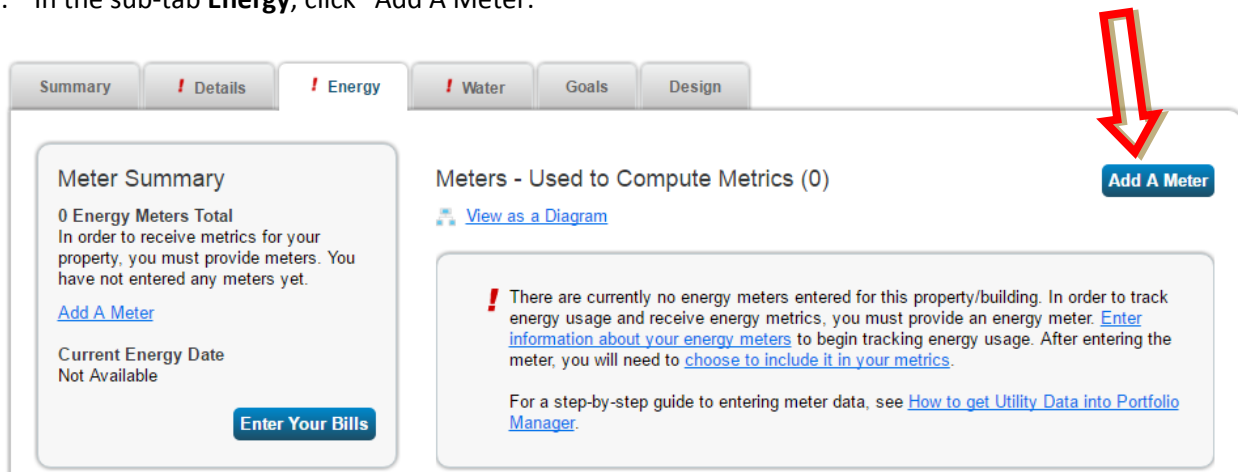 In the sub-tab Energy, click "Add A Meter."
Summary
! Details
! Energy
! Water
Goals
Design
Meter Summary
0 Energy Meters Total
In order to receive metrics for your
property, you must provide meters. You
have not entered any meters yet.
Add A Meter
Current Energy Date
Not Available
Enter Your Bills
Meters - Used to Compute Metrics (0)
Add A Meter
View as a Diagram
! There are currently no energy meters entered for this property/building. In order to track
energy usage and receive energy metrics, you must provide an energy meter. Enter
information about your energy meters to begin tracking energy usage. After entering the
meter, you will need to choose to include it in your metrics.
For a step-by-step guide to entering meter data, see How to get Utility Data into Portfolio
Manager.